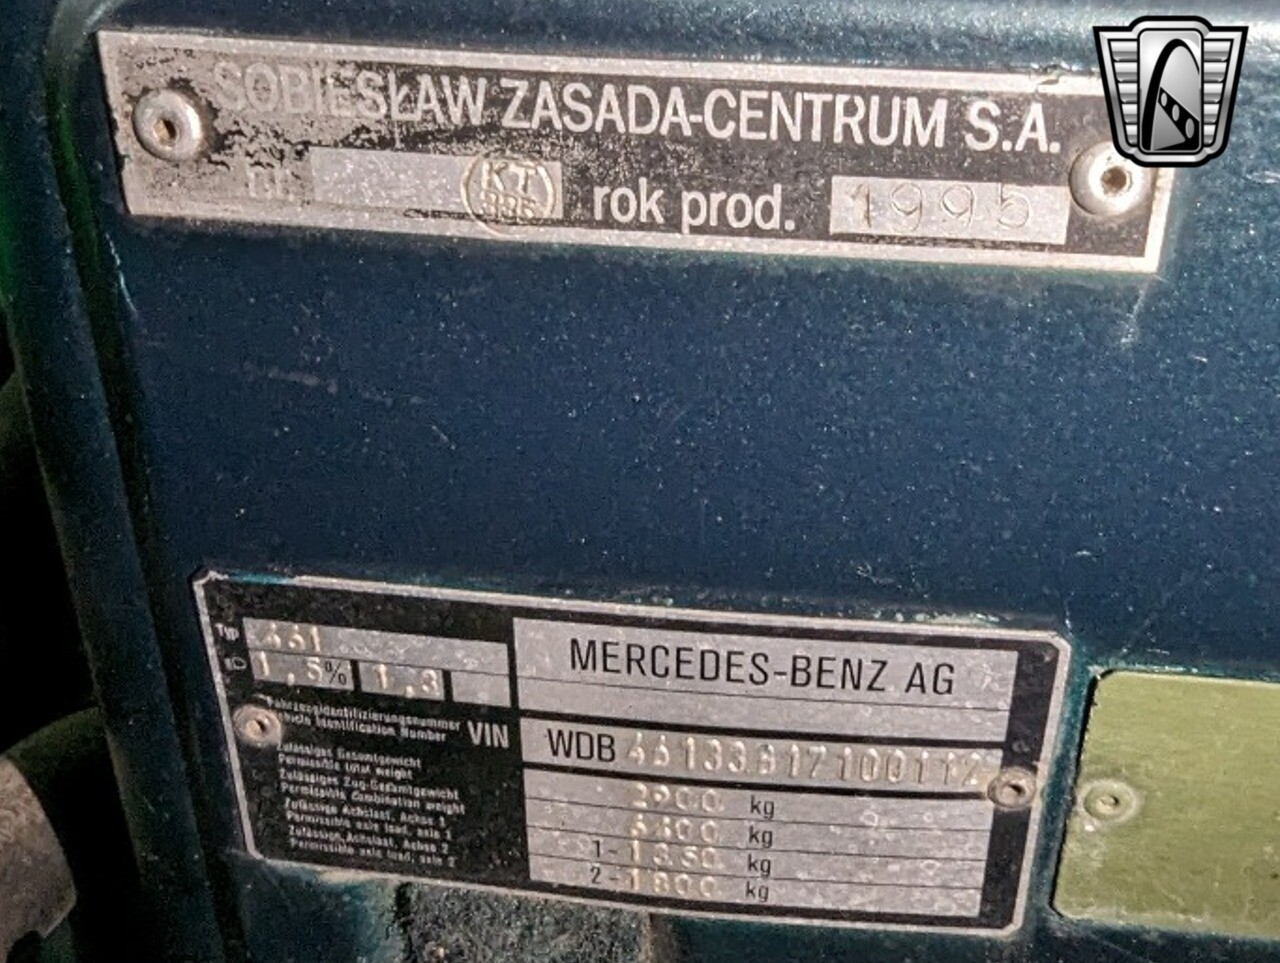 SOBIESŁAW ZASADA-CENTRUM S.A.
nr. KT rok prod. 1995
Typ 461
MERCEDES-BENZ AG
1,5% 1,3
Fahrzeugidentifizierungsnummer
Vehicle Identification Number VIN
WDB 46133817100112
Zulässiges Gesamtgewicht
Permissible total weight
2900 kg
Zulässiges Zug-Gesamtgewicht
Permissible combination weight
kg
Zulässige Achslast, Achse 1
Permissible axle load, axle 1
1-1350 kg
Zulässige Achslast, Achse 2
Permissible axle load, axle 2
2-1800 kg